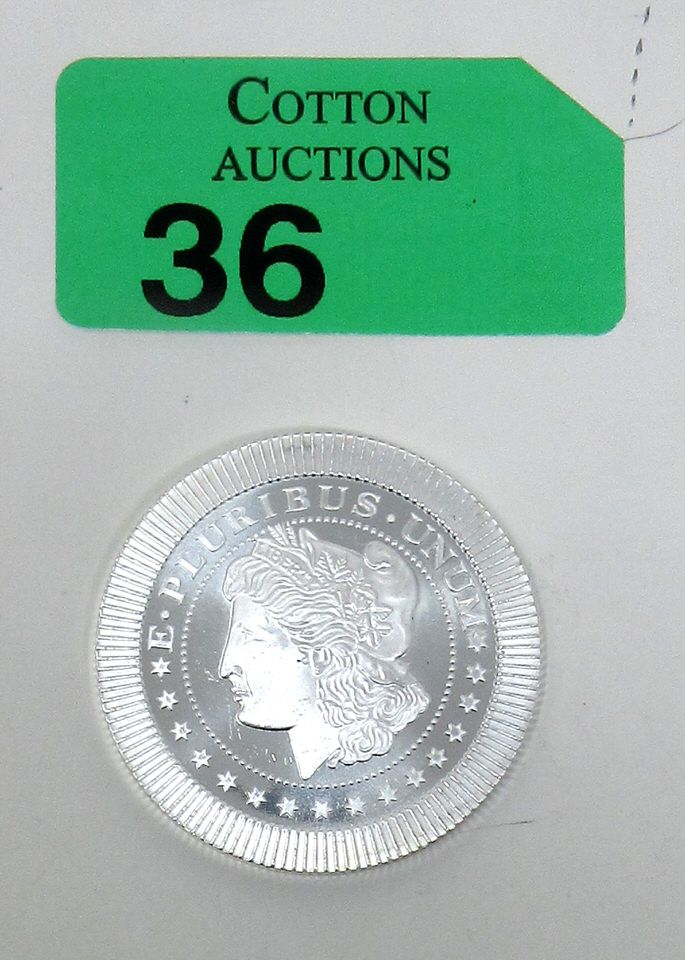 COTTON
AUCTIONS
36
E · PLURIBUS · UNUM